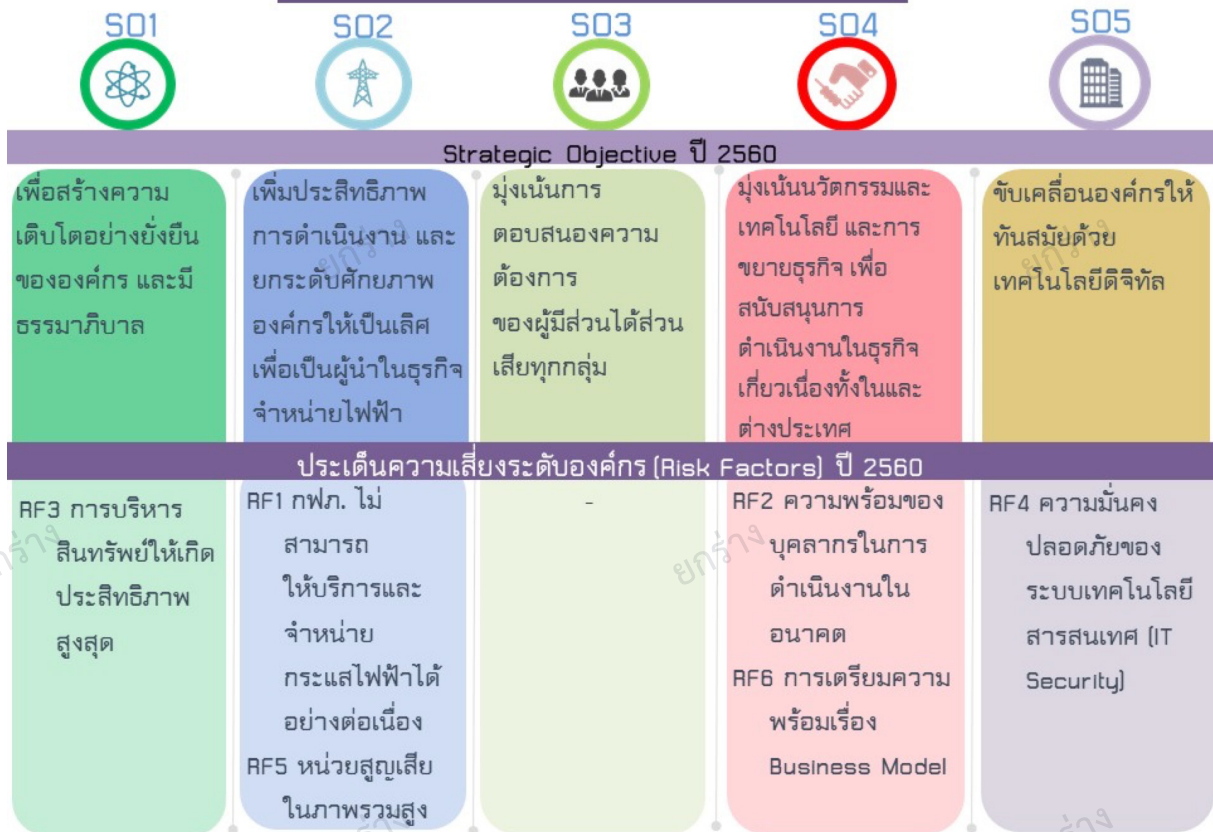 SO1
SO2
SO3
SO4
SO5
Strategic Objective ปี 2560
เพื่อสร้างความ
เติบโตอย่างยั่งยืน
ขององค์กร และมี
ธรรมาภิบาล
เพิ่มประสิทธิภาพ
การดำเนินงาน และ
ยกระดับศักยภาพ
องค์กรให้เป็นเลิศ
เพื่อเป็นผู้นำในธุรกิจ
จำหน่ายไฟฟ้า
มุ่งเน้นการ
ตอบสนองความ
ต้องการ
ของผู้มีส่วนได้ส่วน
เสียทุกกลุ่ม
มุ่งเน้นนวัตกรรมและ
เทคโนโลยี และการ
ขยายธุรกิจ เพื่อ
สนับสนุนการ
ดำเนินงานในธุรกิจ
เกี่ยวเนื่องทั้งในและ
ต่างประเทศ
ขับเคลื่อนองค์กรให้
ทันสมัยด้วย
เทคโนโลยีดิจิทัล
ประเด็นความเสี่ยงระดับองค์กร (Risk Factors) ปี 2560
RF3 การบริหาร
สินทรัพย์ให้เกิด
ประสิทธิภาพ
สูงสุด
RF1 กฟภ. ไม่
สามารถ
ให้บริการและ
จำหน่าย
กระแสไฟฟ้าได้
อย่างต่อเนื่อง
RF5 หน่วยสูญเสีย
ในภาพรวมสูง
-
RF2 ความพร้อมของ
บุคลากรในการ
ดำเนินงานใน
อนาคต
RF6 การเตรียมความ
พร้อมเรื่อง
Business Model
RF4 ความมั่นคง
ปลอดภัยของ
ระบบเทคโนโลยี
สารสนเทศ (IT
Security)
ยกร่าง
ยกร่าง
ยกร่าง